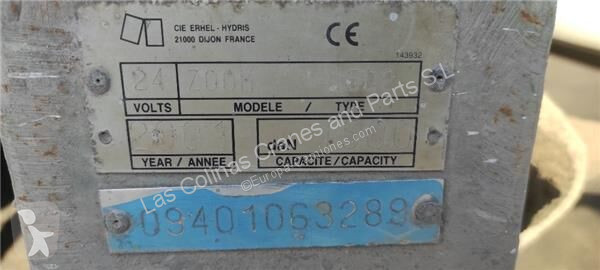 CIE ERHEL - HYDRIS
21000 DIJON FRANCE
CE
143932
24 ZOOM
VOLTS MODELE / TYPE
daN
YEAR / ANNEE CAPACITE / CAPACITY
09401063289
Las Colinas Cranes and Parts S.L
©Europa-Camiones.com